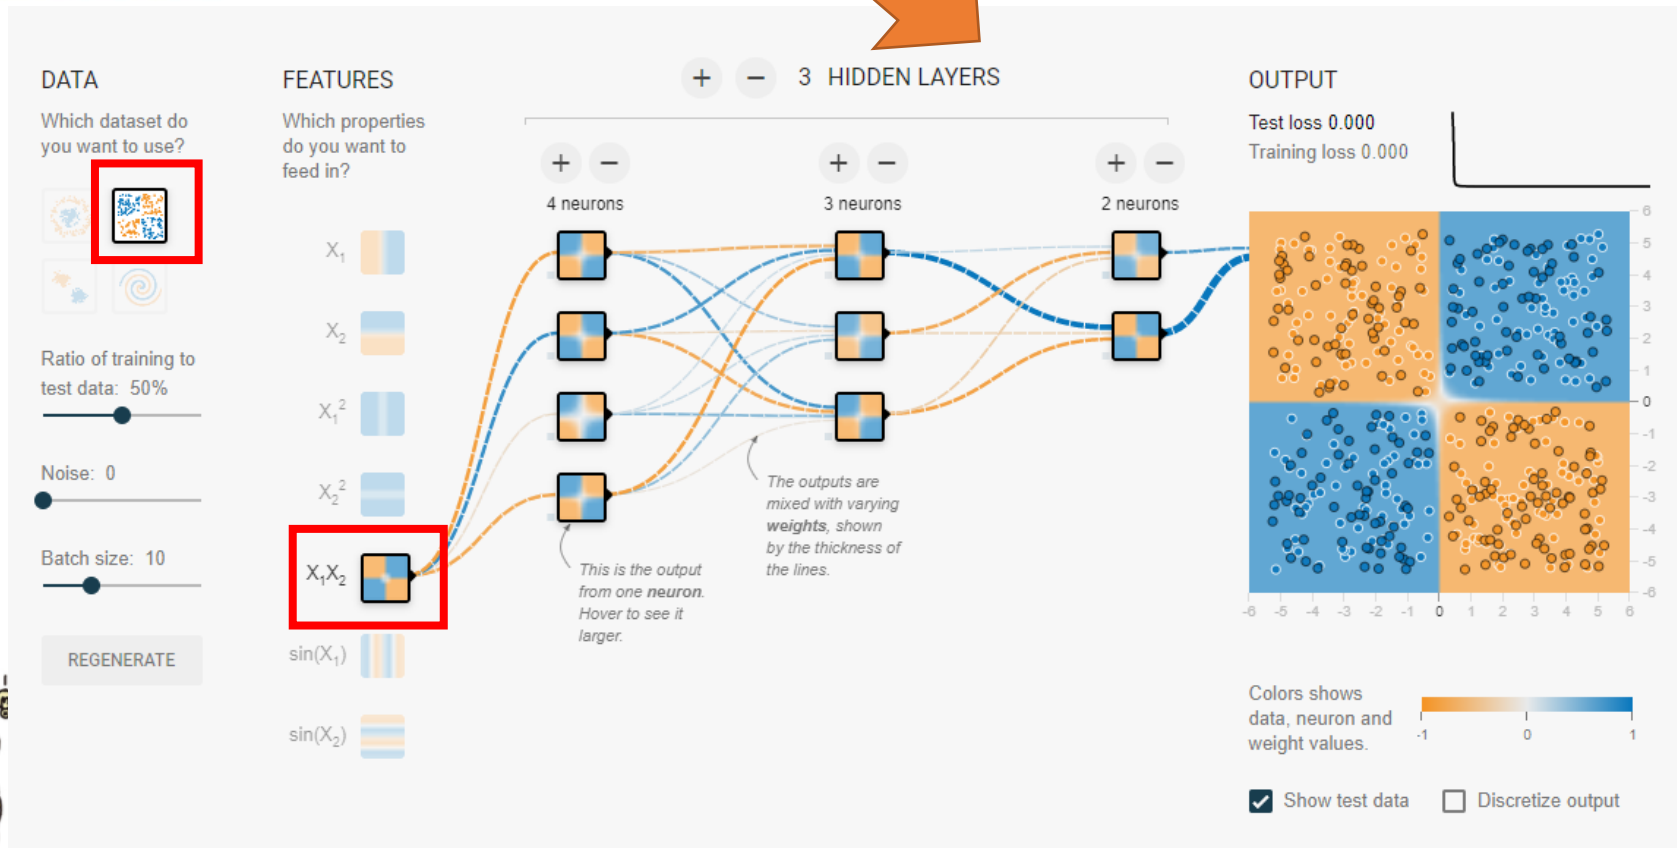 DATA
Which dataset do
you want to use?
Ratio of training to
test data: 50%
Noise: 0
Batch size: 10
REGENERATE
FEATURES
Which properties
do you want to
feed in?
X₁
X₂
X₁²
X₂²
X₁X₂
sin(X₁)
sin(X₂)
+ − 3 HIDDEN LAYERS
+ −
4 neurons
+ −
3 neurons
+ −
2 neurons
This is the output
from one neuron.
Hover to see it
larger.
The outputs are
mixed with varying
weights, shown
by the thickness of
the lines.
OUTPUT
Test loss 0.000
Training loss 0.000
6
5
4
3
2
1
0
-1
-2
-3
-4
-5
-6
-6 -5 -4 -3 -2 -1 0 1 2 3 4 5 6
Colors shows
data, neuron and
weight values.
-1 0 1
Show test data
Discretize output